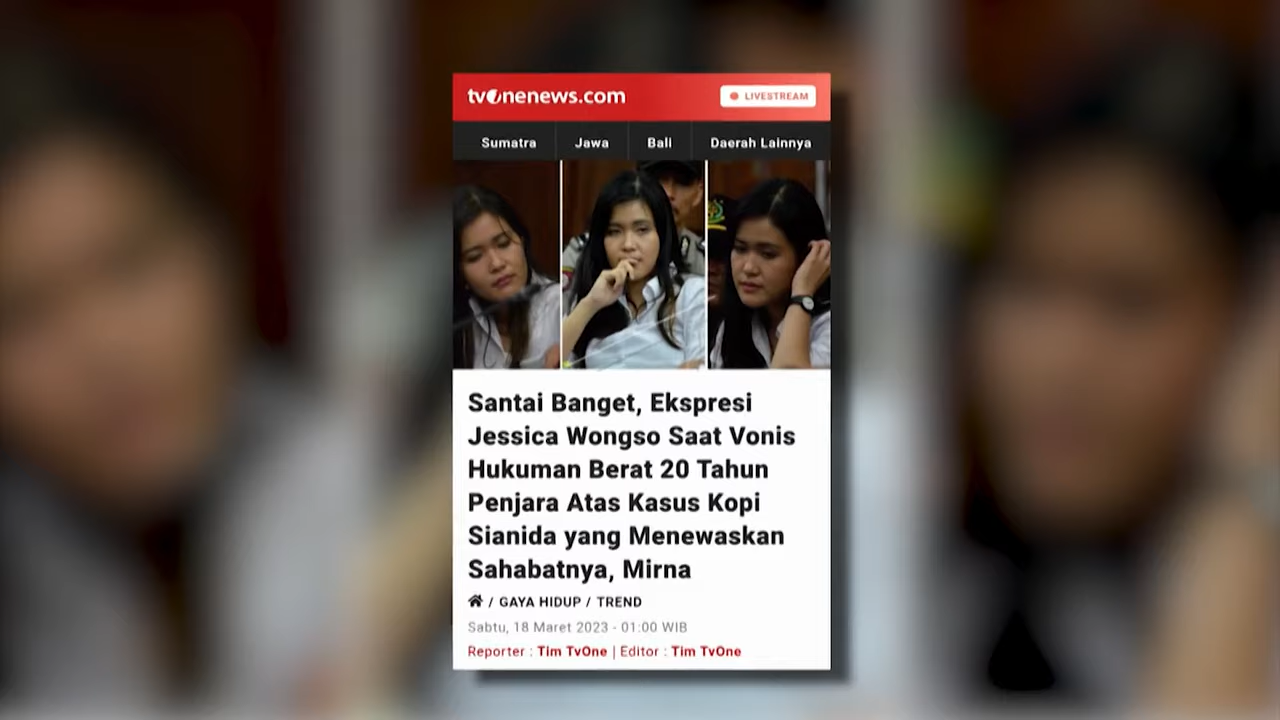 tvOnenews.com
LIVESTREAM
Sumatra
Jawa
Bali
Daerah Lainnya
Santai Banget, Ekspresi
Jessica Wongso Saat Vonis
Hukuman Berat 20 Tahun
Penjara Atas Kasus Kopi
Sianida yang Menewaskan
Sahabatnya, Mirna
/ GAYA HIDUP / TREND
Sabtu, 18 Maret 2023 - 01:00 WIB
Reporter : Tim TvOne | Editor : Tim TvOne